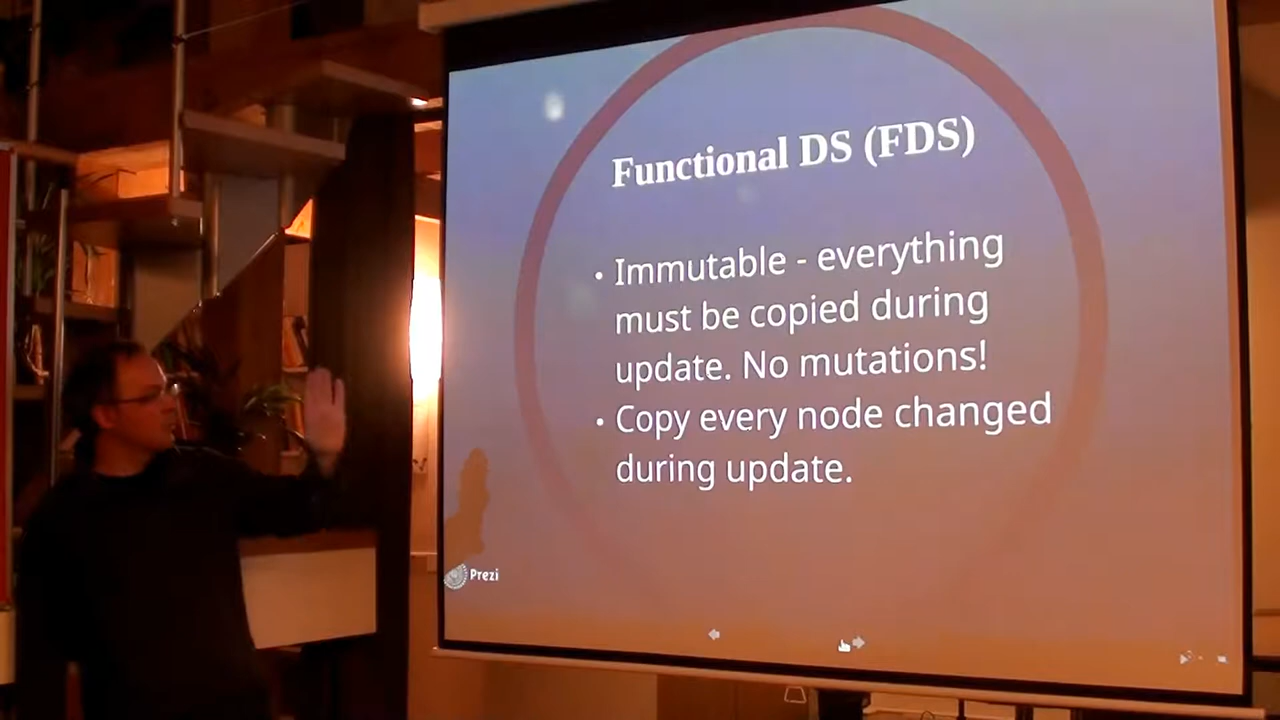 Functional DS (FDS)
• Immutable - everything
must be copied during
update. No mutations!
• Copy every node changed
during update.
Prezi